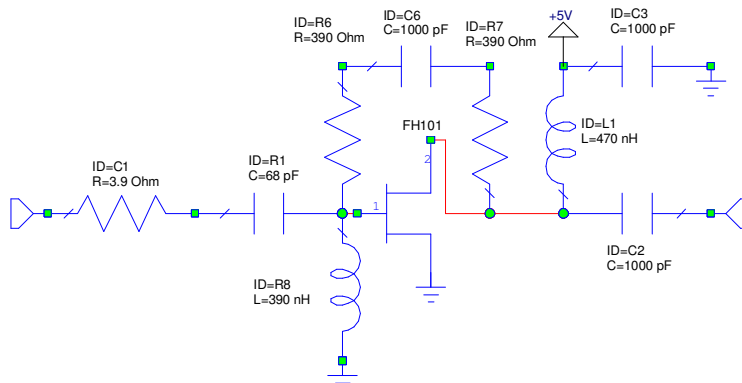 ID=R6
R=390 Ohm
ID=C6
C=1000 pF
ID=R7
R=390 Ohm
+5V
ID=C3
C=1000 pF
FH101
ID=L1
L=470 nH
2
ID=C1
R=3.9 Ohm
ID=R1
C=68 pF
1
ID=C2
C=1000 pF
ID=R8
L=390 nH